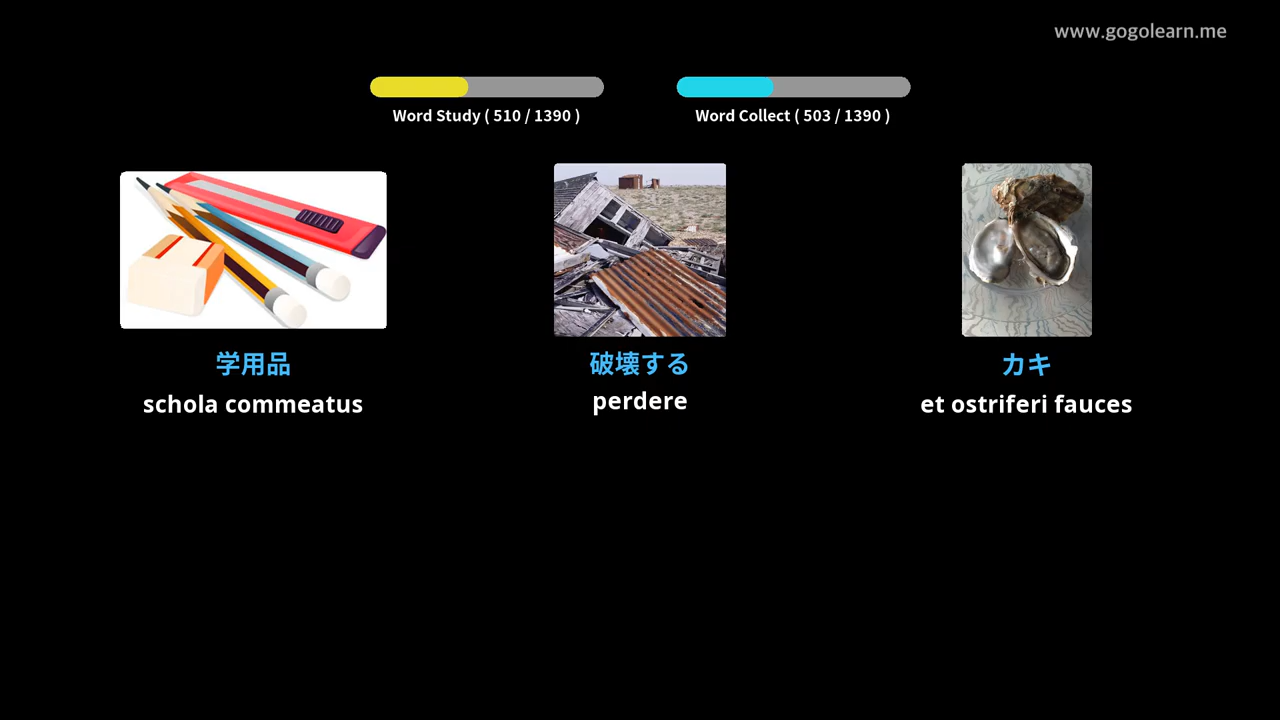 www.gogolearn.me
Word Study ( 510 / 1390 )
Word Collect ( 503 / 1390 )
学用品
schola commeatus
破壊する
perdere
カキ
et ostriferi fauces